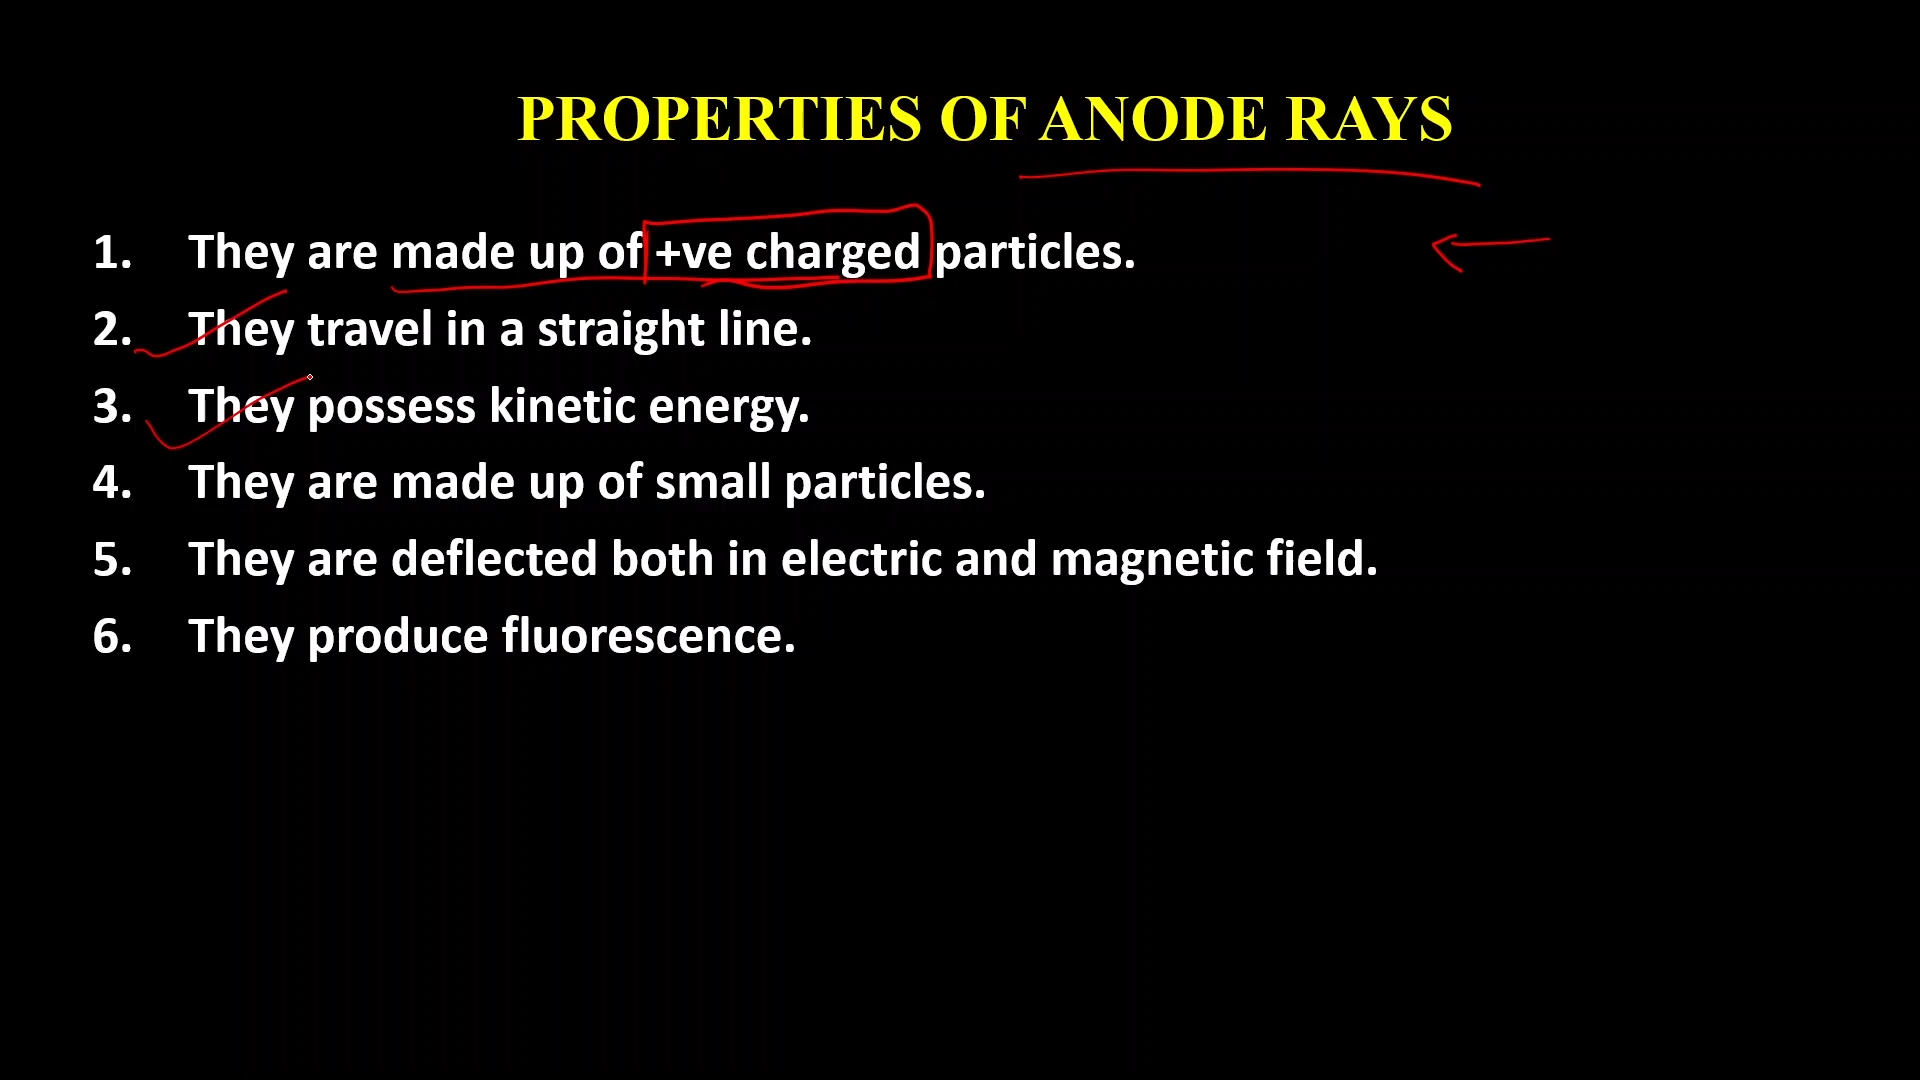 PROPERTIES OF ANODE RAYS
1. They are made up of +ve charged particles.
2. They travel in a straight line.
3. They possess kinetic energy.
4. They are made up of small particles.
5. They are deflected both in electric and magnetic field.
6. They produce fluorescence.